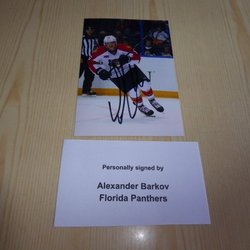 Personally signed by
Alexander Barkov
Florida Panthers